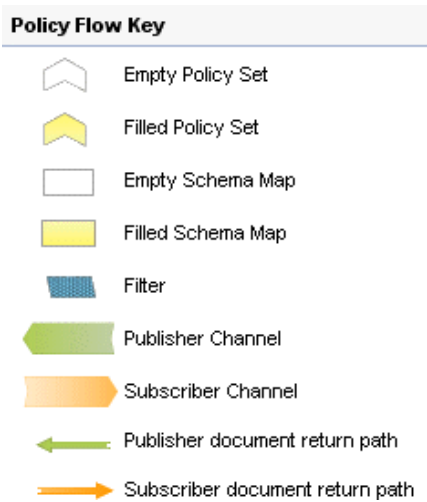 Policy Flow Key
Empty Policy Set
Filled Policy Set
Empty Schema Map
Filled Schema Map
Filter
Publisher Channel
Subscriber Channel
Publisher document return path
Subscriber document return path